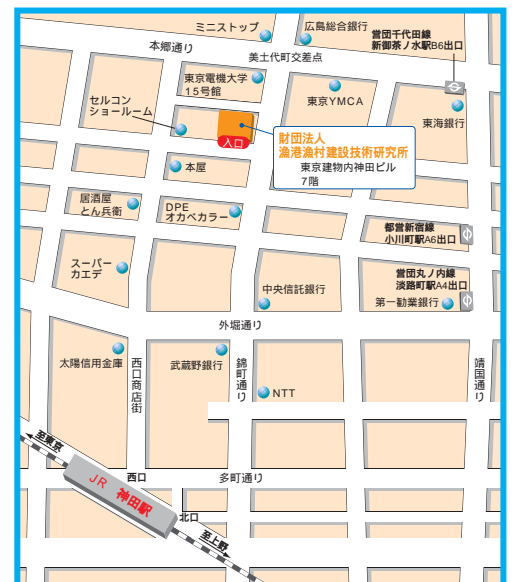 ミニストップ
広島総合銀行
営団千代田線
新御茶ノ水駅B6出口
本郷通り
美土代町交差点
東京電機大学
15号館
東京YMCA
セルコン
ショールーム
東海銀行
入口
財団法人
漁港漁村建設技術研究所
東京建物内神田ビル
7階
本屋
居酒屋
とん兵衛
DPE
オカベカラー
都営新宿線
小川町駅A6出口
スーパー
カエデ
営団丸ノ内線
淡路町駅A4出口
中央信託銀行
第一勧業銀行
外堀通り
太陽信用金庫
西口商店街
武蔵野銀行
錦町通り
NTT
靖国通り
至東京
西口
多町通り
JR 神田駅
北口
至上野